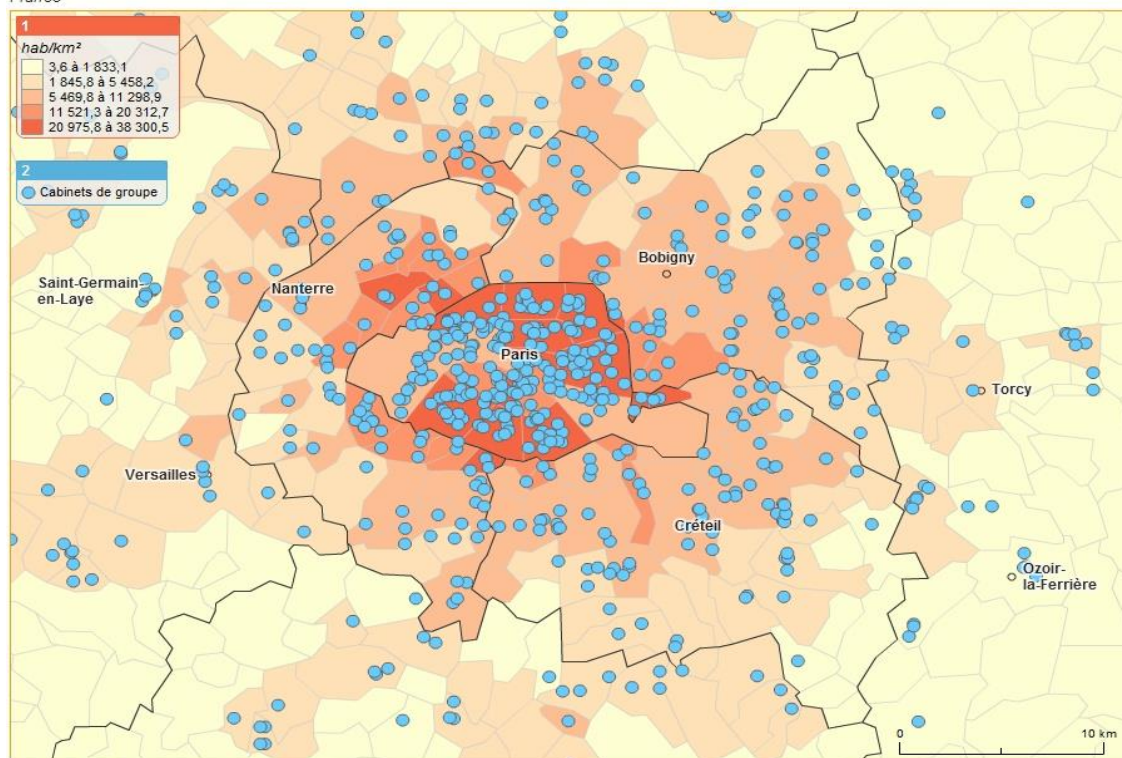 France
1
hab/km²
3,6 à 1 833,1
1 845,8 à 5 458,2
5 469,8 à 11 298,9
11 521,3 à 20 312,7
20 975,8 à 38 300,5
2
Cabinets de groupe
Bobigny
Saint-Germain-
en-Laye
Nanterre
Paris
Torcy
Versailles
Créteil
Ozoir-
la-Ferrière
0
10 km